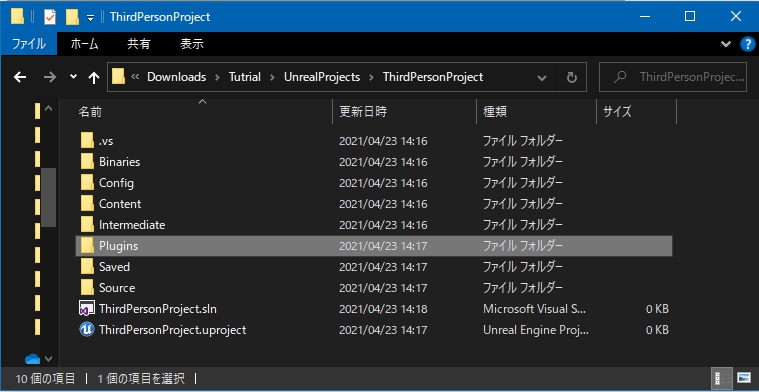 ThirdPersonProject
ファイル ホーム 共有 表示
« Downloads › Tutrial › UnrealProjects › ThirdPersonProject ThirdPersonProjec...
名前 更新日時 種類 サイズ
.vs 2021/04/23 14:16 ファイル フォルダー
Binaries 2021/04/23 14:16 ファイル フォルダー
Config 2021/04/23 14:16 ファイル フォルダー
Content 2021/04/23 14:16 ファイル フォルダー
Intermediate 2021/04/23 14:16 ファイル フォルダー
Plugins 2021/04/23 14:17 ファイル フォルダー
Saved 2021/04/23 14:17 ファイル フォルダー
Source 2021/04/23 14:17 ファイル フォルダー
ThirdPersonProject.sln 2021/04/23 14:18 Microsoft Visual S... 0 KB
ThirdPersonProject.uproject 2021/04/23 14:17 Unreal Engine Proj... 0 KB
10 個の項目 1 個の項目を選択